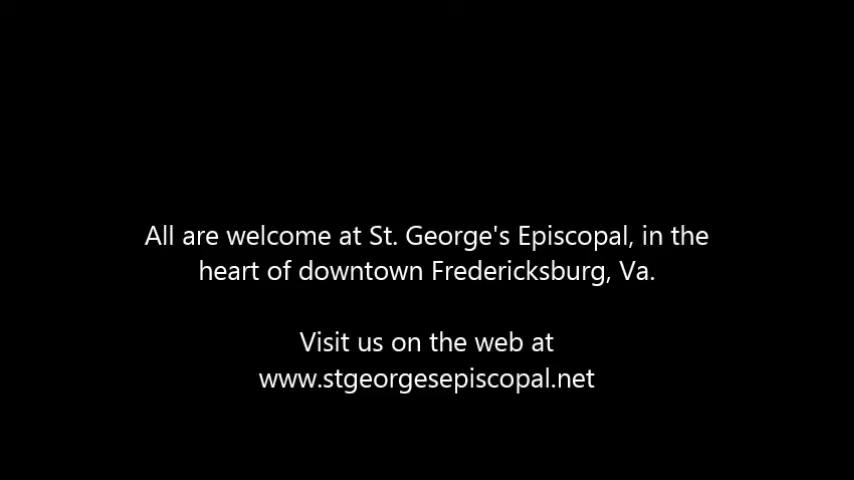 All are welcome at St. George's Episcopal, in the
heart of downtown Fredericksburg, Va.
Visit us on the web at
www.stgeorgesepiscopal.net